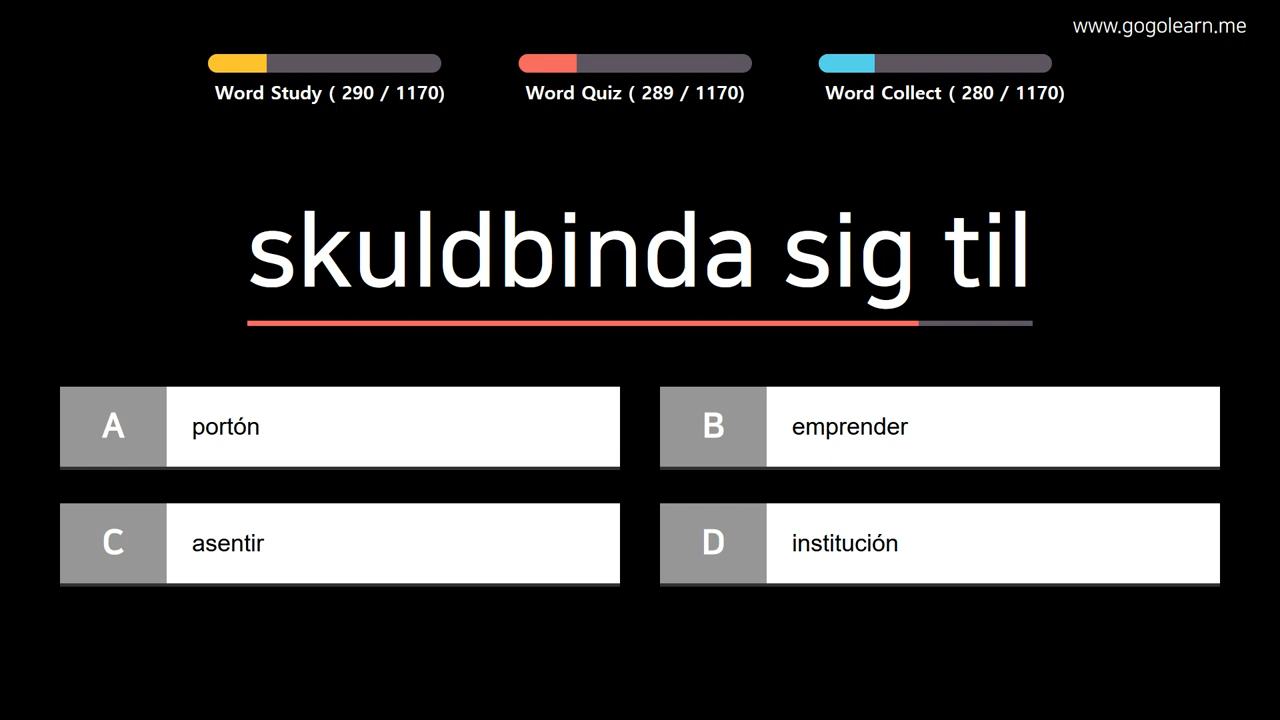 www.gogolearn.me
Word Study ( 290 / 1170)
Word Quiz ( 289 / 1170)
Word Collect ( 280 / 1170)
skuldbinda sig til
A
portón
B
emprender
C
asentir
D
institución